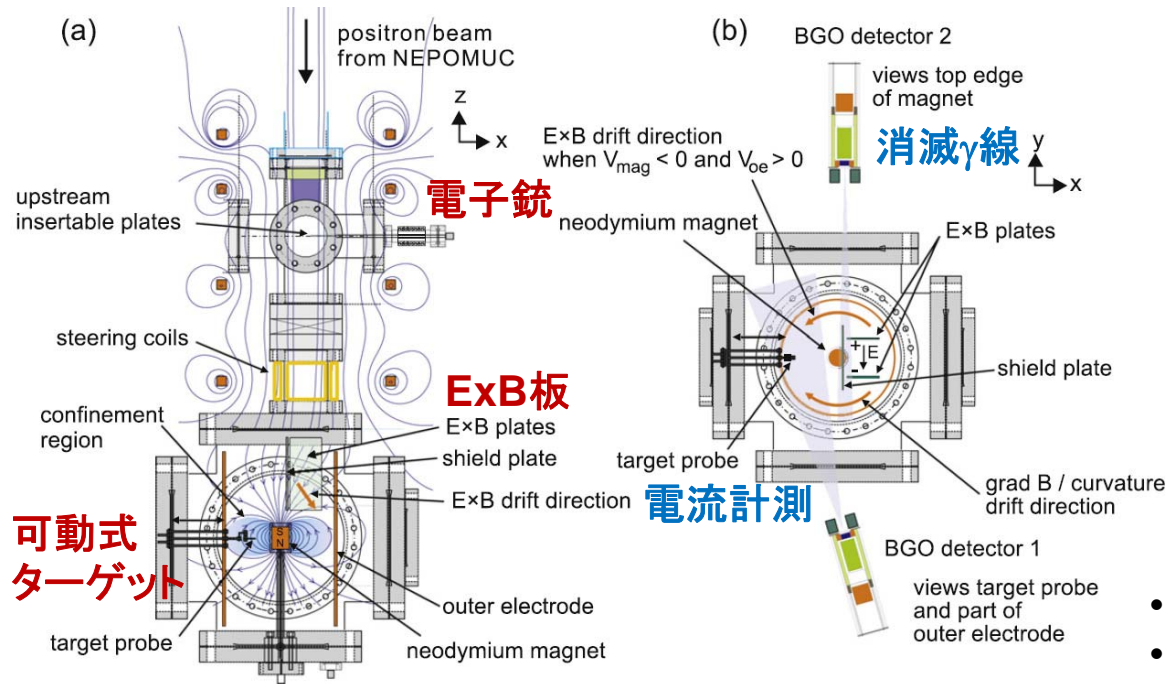 (a)
positron beam
from NEPOMUC
z
x
upstream
insertable plates
電子銃
steering coils
confinement
region
ExB板
E×B plates
shield plate
E×B drift direction
可動式
ターゲット
S
N
target probe
outer electrode
neodymium magnet
(b)
BGO detector 2
views top edge
of magnet
消滅γ線
y
x
E×B drift direction
when Vmag < 0 and Voe > 0
neodymium magnet
E×B plates
+
E
-
shield plate
target probe
電流計測
grad B / curvature
drift direction
BGO detector 1
views target probe
and part of
outer electrode
•
•